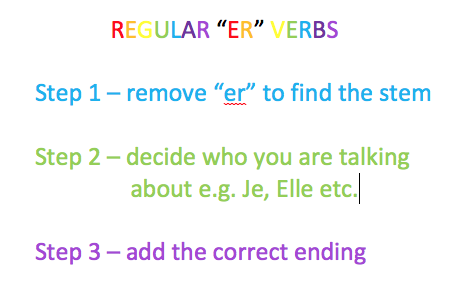 REGULAR “ER” VERBS
Step 1 – remove “er” to find the stem
Step 2 – decide who you are talking
about e.g. Je, Elle etc.
Step 3 – add the correct ending